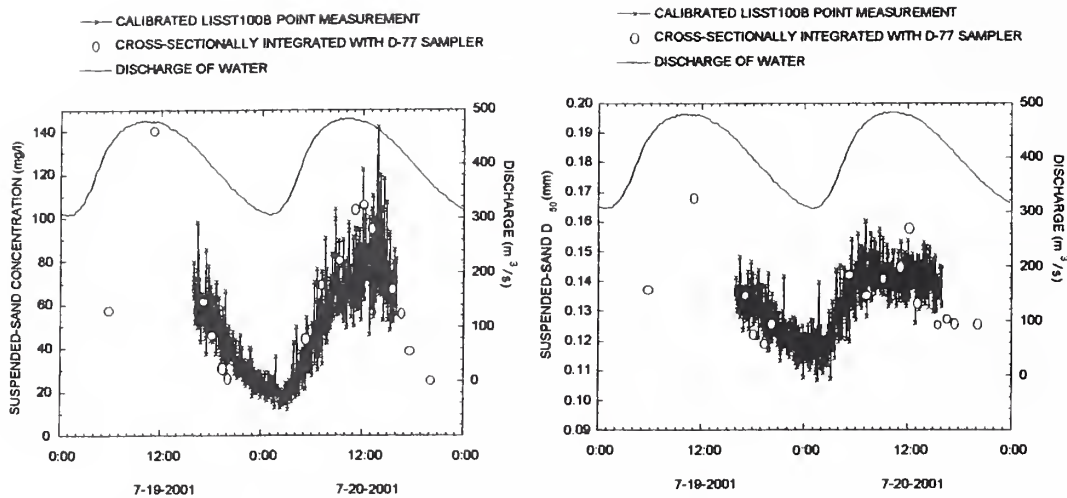 CALIBRATED LISST100B POINT MEASUREMENT
CROSS-SECTIONALLY INTEGRATED WITH D-77 SAMPLER
DISCHARGE OF WATER
SUSPENDED-SAND CONCENTRATION (mg/l)
140
120
100
80
60
40
20
0
500
400
300
200
100
0
DISCHARGE (m³/s)
0:00 12:00 0:00 12:00 0:00
7-19-2001 7-20-2001
CALIBRATED LISST100B POINT MEASUREMENT
CROSS-SECTIONALLY INTEGRATED WITH D-77 SAMPLER
DISCHARGE OF WATER
SUSPENDED-SAND D 50 (mm)
0.20
0.19
0.18
0.17
0.16
0.15
0.14
0.13
0.12
0.11
0.10
0.09
500
400
300
200
100
0
DISCHARGE (m³/s)
0:00 12:00 0:00 12:00 0:00
7-19-2001 7-20-2001